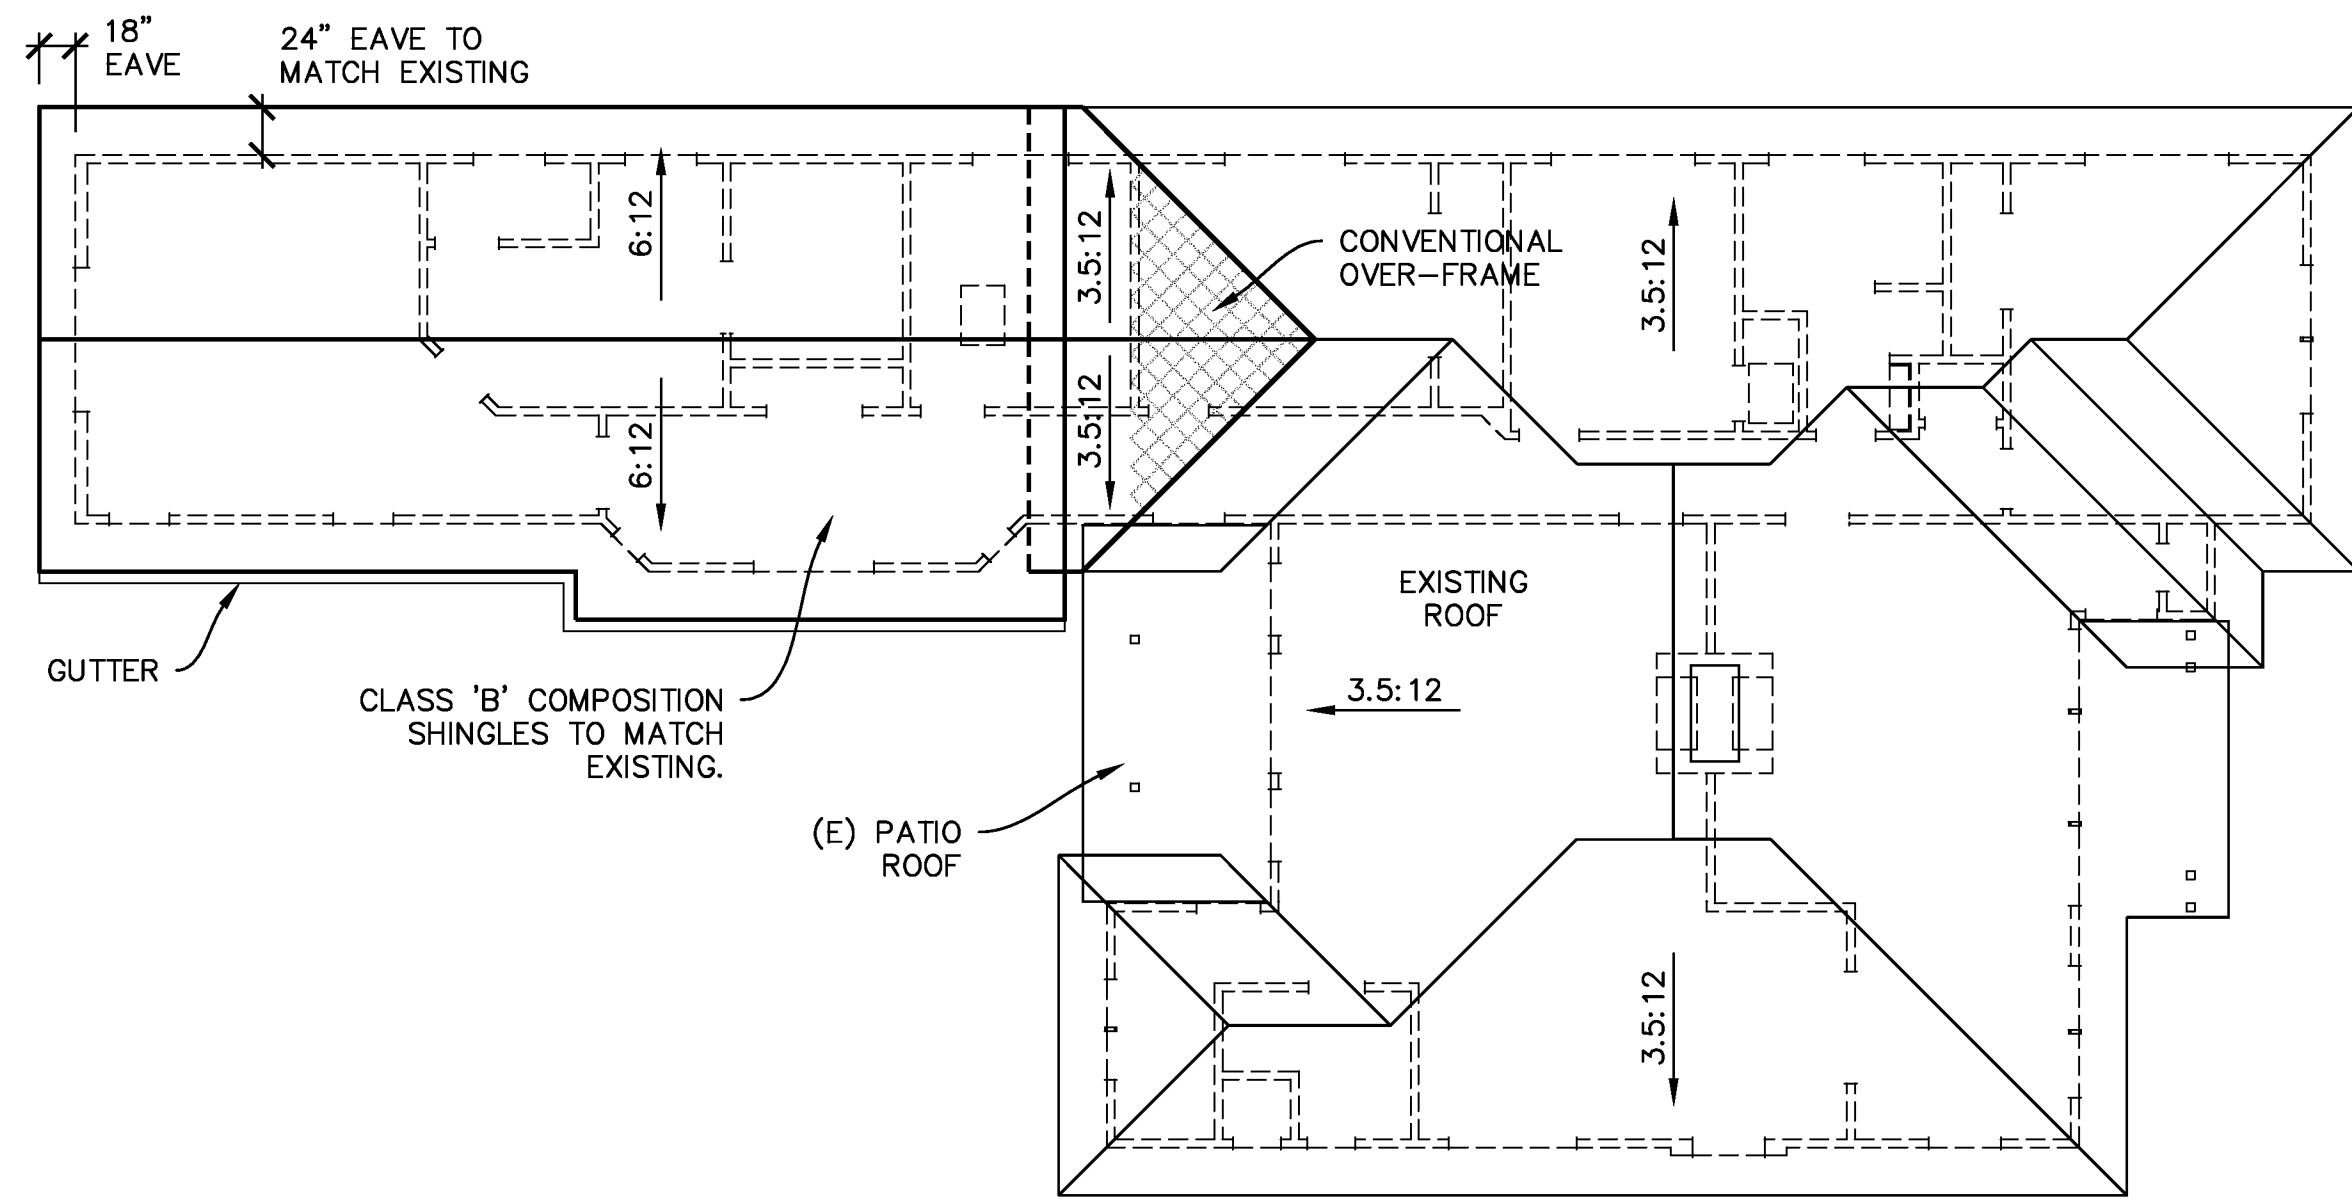 18”
EAVE
24” EAVE TO
MATCH EXISTING
6:12
3.5:12
CONVENTIONAL
OVER–FRAME
3.5:12
6:12
3.5:12
EXISTING
ROOF
GUTTER
CLASS 'B' COMPOSITION
SHINGLES TO MATCH
EXISTING.
3.5:12
(E) PATIO
ROOF
3.5:12